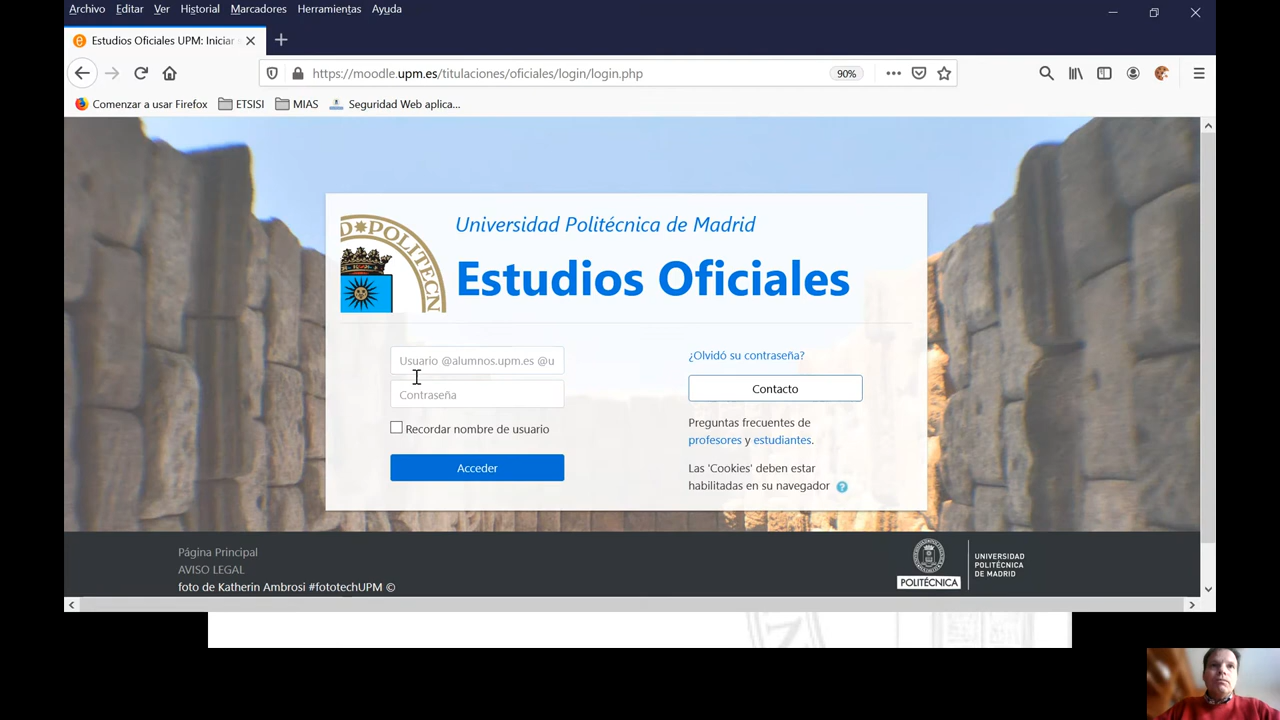 Archivo Editar Ver Historial Marcadores Herramientas Ayuda
Estudios Oficiales UPM: Iniciar
https://moodle.upm.es/titulaciones/oficiales/login/login.php
90%
Comenzar a usar Firefox ETSISI MIAS Seguridad Web aplica...
D POLITECN
Universidad Politécnica de Madrid
Estudios Oficiales
Usuario @alumnos.upm.es @u
Contraseña
Recordar nombre de usuario
Acceder
¿Olvidó su contraseña?
Contacto
Preguntas frecuentes de
profesores y estudiantes.
Las 'Cookies' deben estar
habilitadas en su navegador ?
Página Principal
AVISO LEGAL
foto de Katherin Ambrosi #fototechUPM ©
POLITÉCNICA
UNIVERSIDAD
POLITÉCNICA
DE MADRID